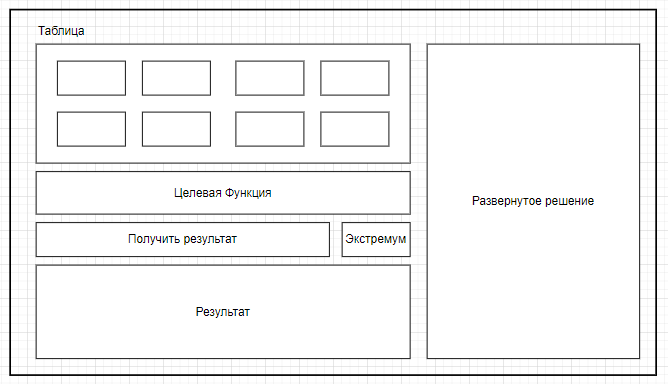 Таблица
Целевая Функция
Получить результат
Экстремум
Результат
Развернутое решение